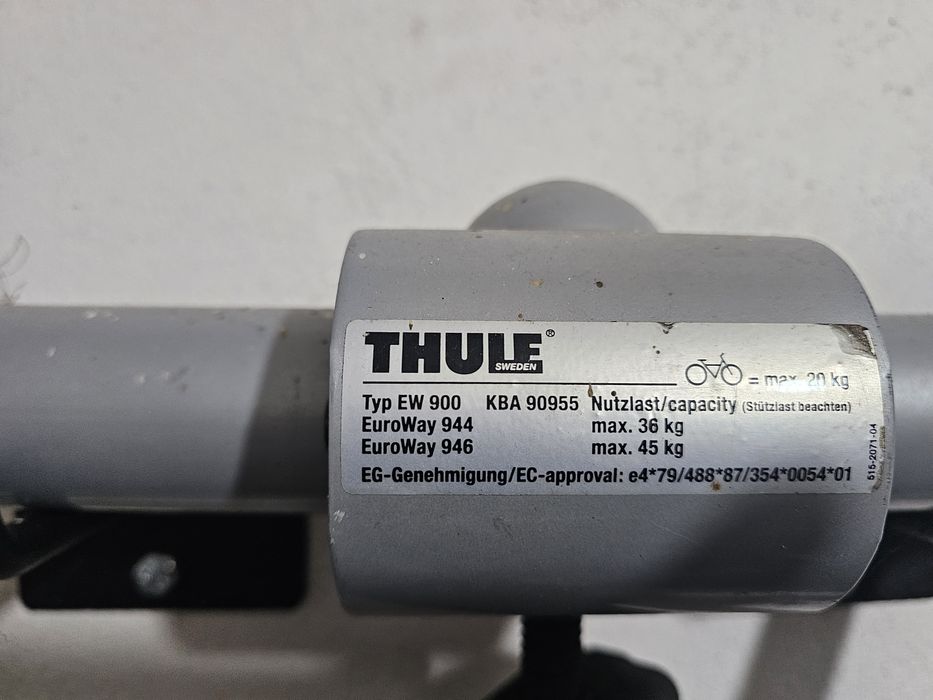 THULE®
SWEDEN
= max. 20 kg
Typ EW 900 KBA 90955 Nutzlast/capacity (Stützlast beachten)
EuroWay 944 max. 36 kg
EuroWay 946 max. 45 kg
EG-Genehmigung/EC-approval: e4*79/488*87/354*0054*01
515-2071-04